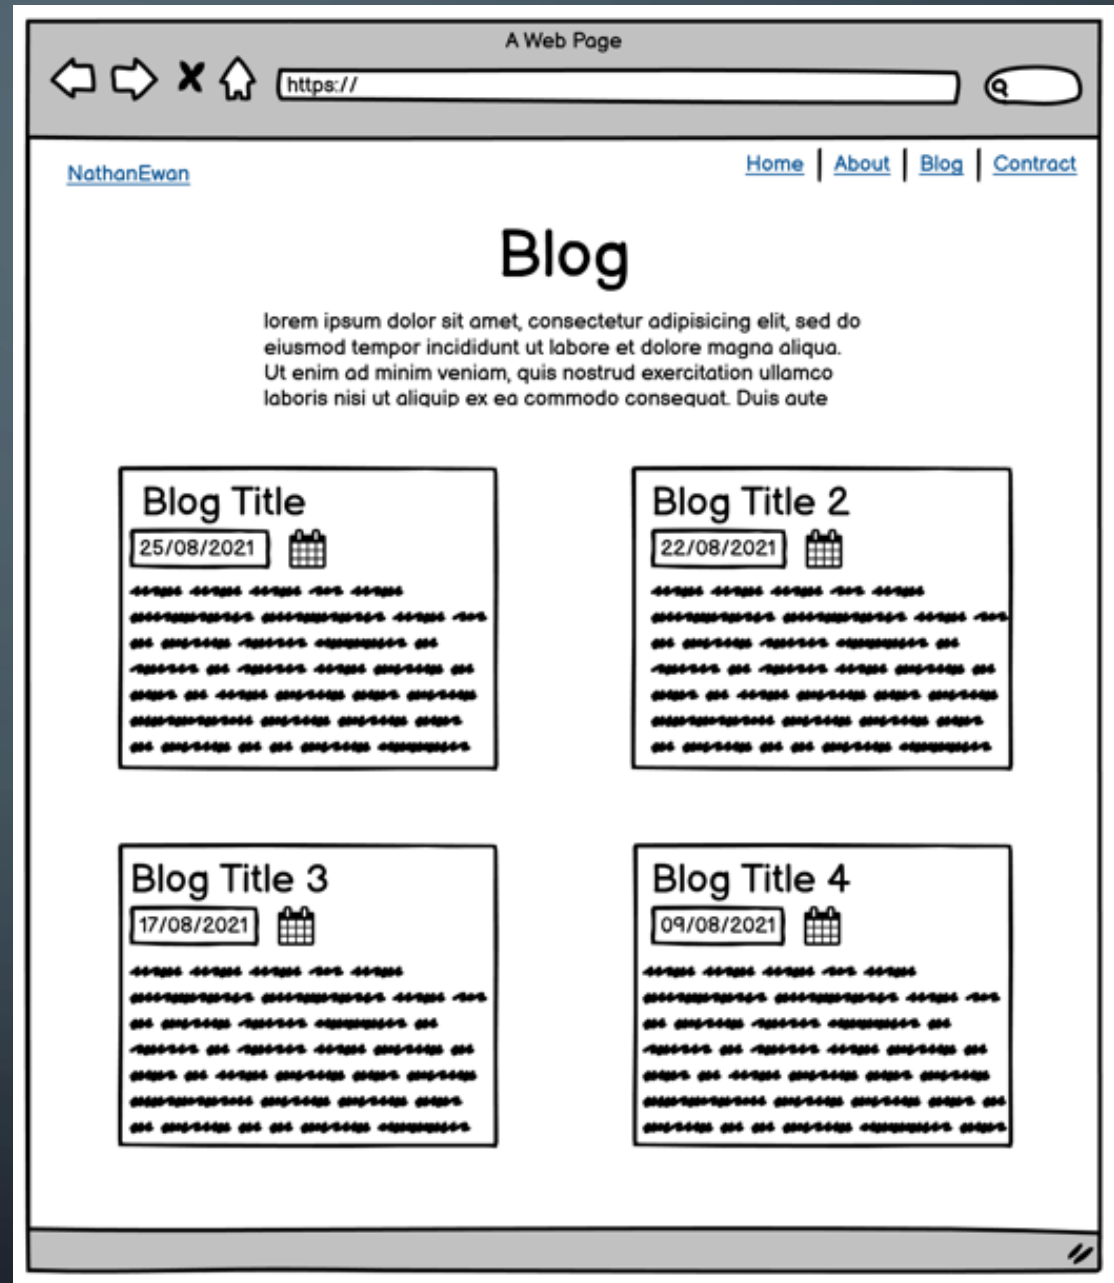 A Web Page
https://
NathanEwan
Home | About | Blog | Contract
Blog
lorem ipsum dolor sit amet, consectetur adipisicing elit, sed do
eiusmod tempor incididunt ut labore et dolore magna aliqua.
Ut enim ad minim veniam, quis nostrud exercitation ullamco
laboris nisi ut aliquip ex ea commodo consequat. Duis aute
Blog Title
25/08/2021
Blog Title 2
22/08/2021
Blog Title 3
17/08/2021
Blog Title 4
09/08/2021